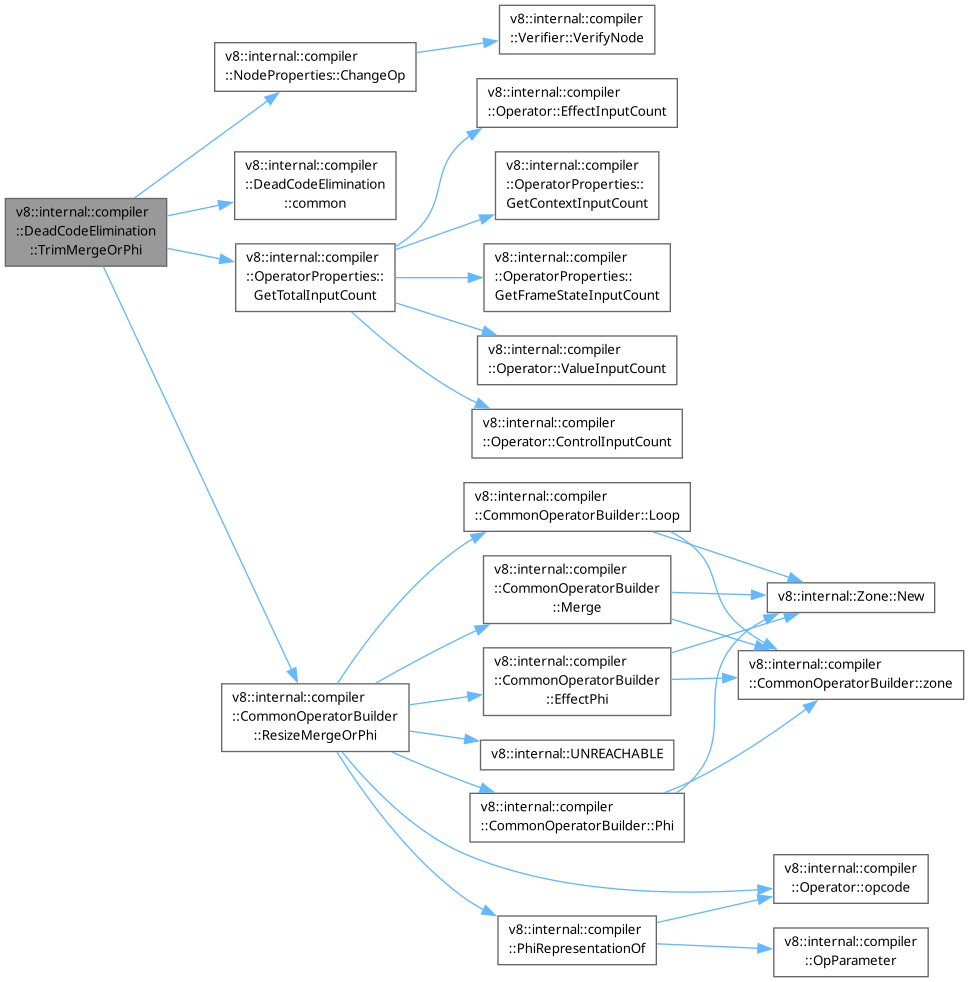 v8::internal::compiler
::DeadCodeElimination
::TrimMergeOrPhi
v8::internal::compiler
::NodeProperties::ChangeOp
v8::internal::compiler
::Verifier::VerifyNode
v8::internal::compiler
::DeadCodeElimination
::common
v8::internal::compiler
::OperatorProperties::
GetTotalInputCount
v8::internal::compiler
::Operator::EffectInputCount
v8::internal::compiler
::OperatorProperties::
GetContextInputCount
v8::internal::compiler
::OperatorProperties::
GetFrameStateInputCount
v8::internal::compiler
::Operator::ValueInputCount
v8::internal::compiler
::Operator::ControlInputCount
v8::internal::compiler
::CommonOperatorBuilder
::ResizeMergeOrPhi
v8::internal::compiler
::CommonOperatorBuilder::Loop
v8::internal::compiler
::CommonOperatorBuilder
::Merge
v8::internal::compiler
::CommonOperatorBuilder
::EffectPhi
v8::internal::UNREACHABLE
v8::internal::compiler
::CommonOperatorBuilder::Phi
v8::internal::compiler
::PhiRepresentationOf
v8::internal::Zone::New
v8::internal::compiler
::CommonOperatorBuilder::zone
v8::internal::compiler
::Operator::opcode
v8::internal::compiler
::OpParameter